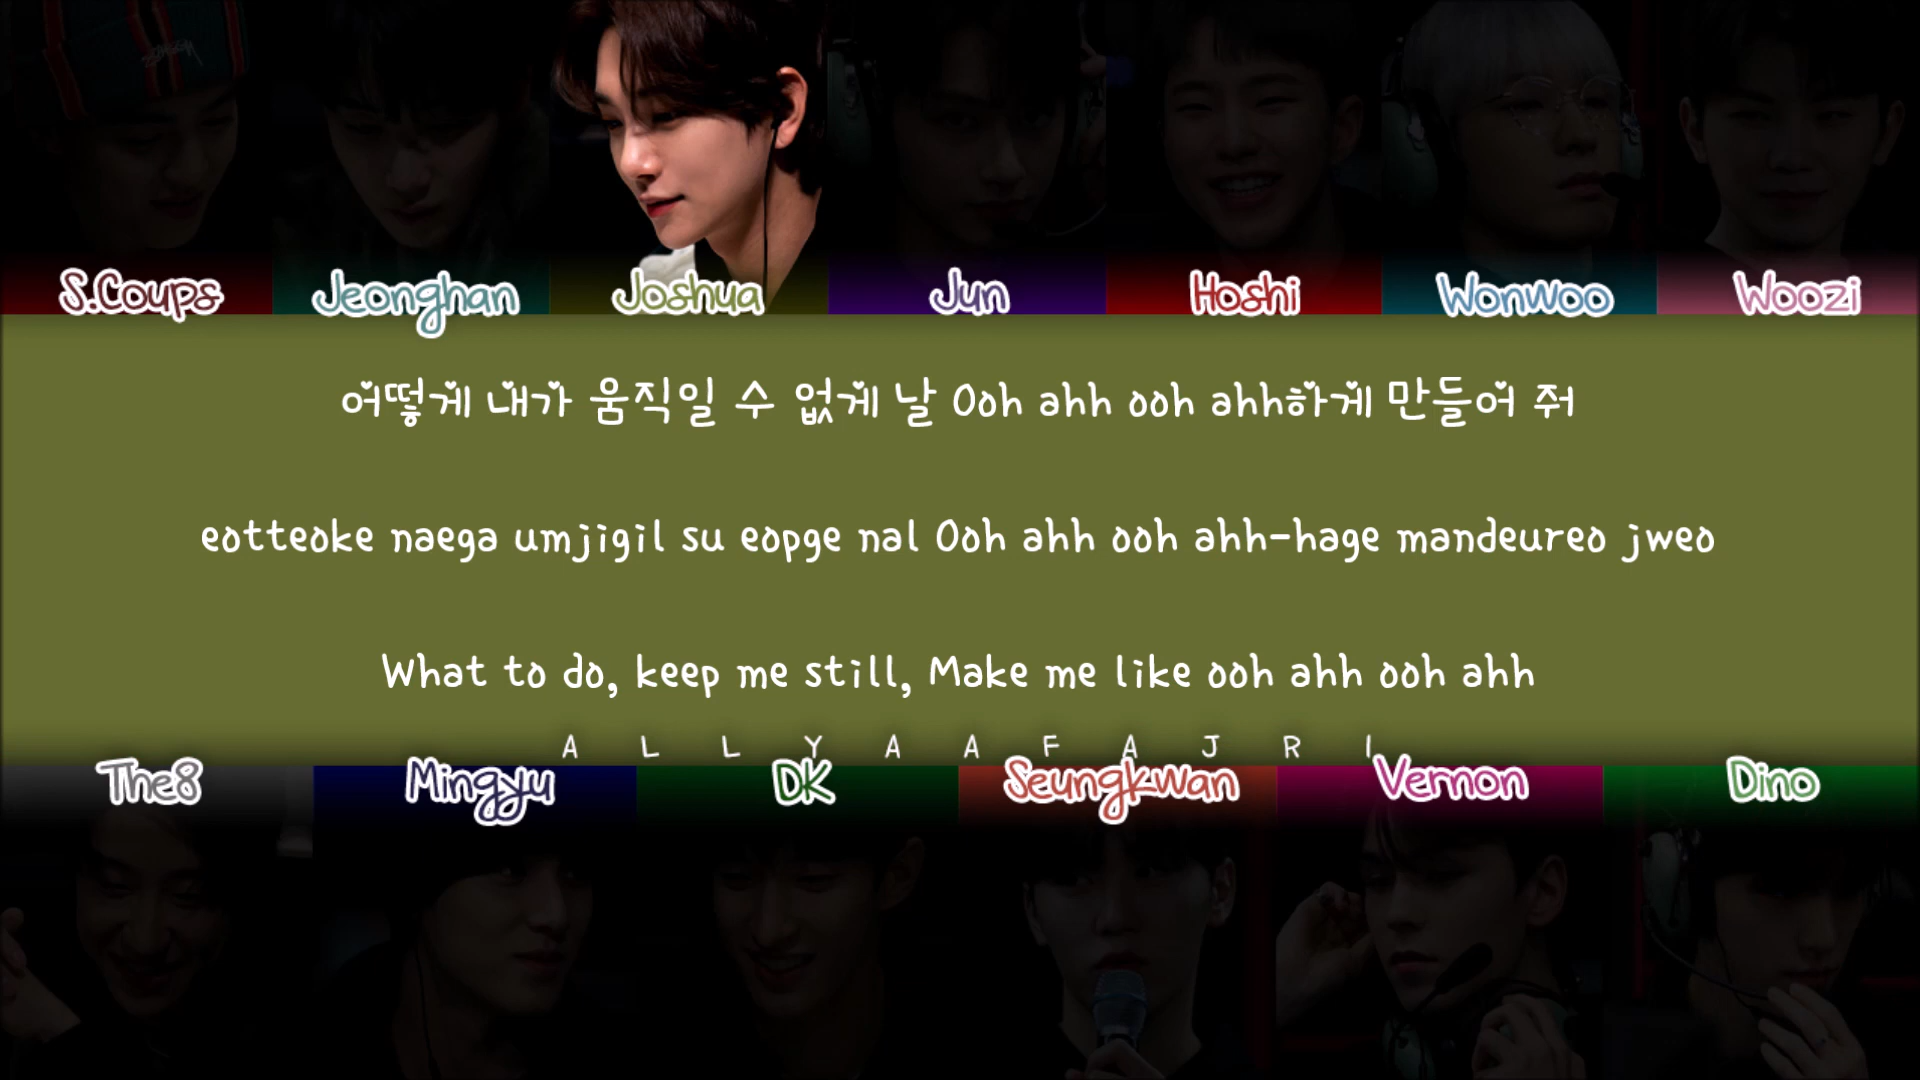 S.Coups Jeonghan Joshua Jun Hoshi Wonwoo Woozi
어떻게 내가 움직일 수 없게 날 Ooh ahh ooh ahh하게 만들어 줘
eotteoke naega umjigil su eopge nal Ooh ahh ooh ahh-hage mandeureo jweo
What to do, keep me still, Make me like ooh ahh ooh ahh
A L L Y A A F A J R I
The8 Mingyu DK Seungkwan Vernon Dino